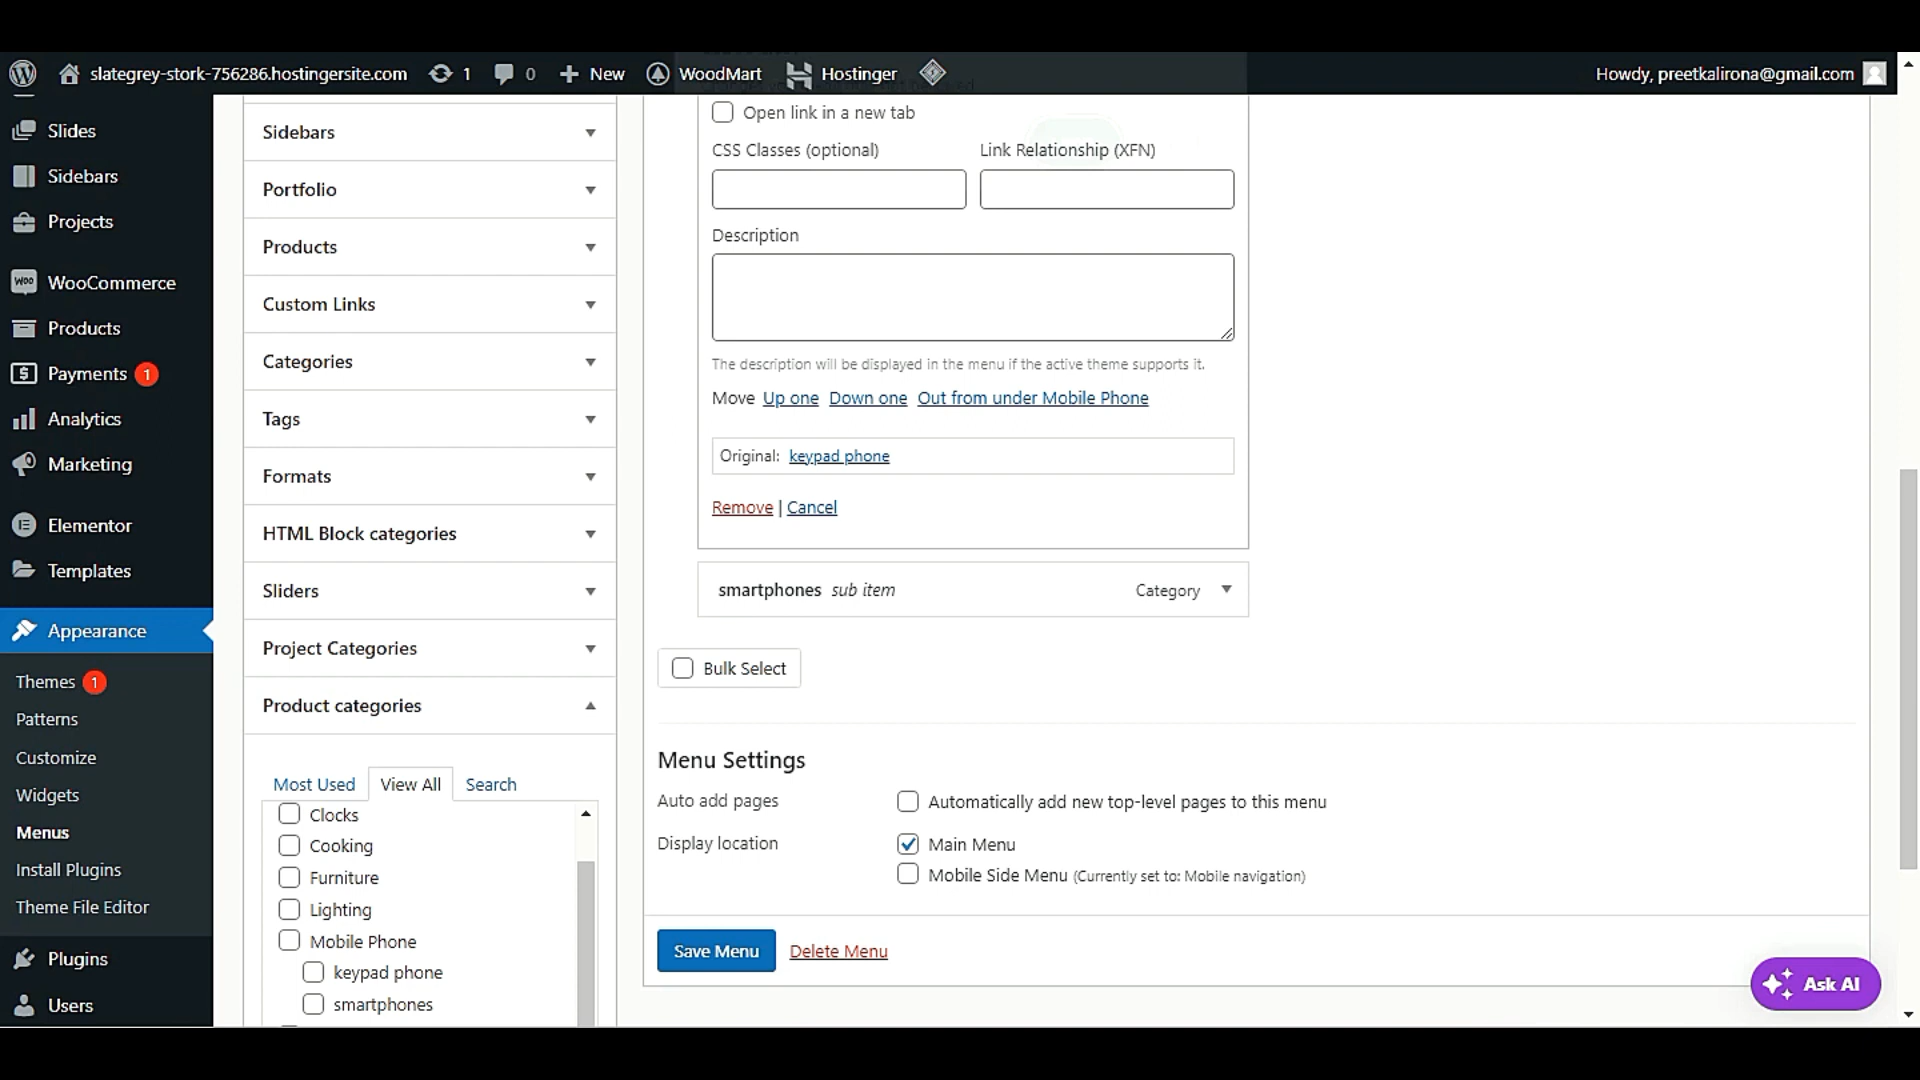 slategrey-stork-756286.hostingersite.com 1 0 New WoodMart Hostinger Howdy, preetkalirona@gmail.com
Slides
Sidebars
Projects
WooCommerce
Products
Payments 1
Analytics
Marketing
Elementor
Templates
Appearance
Themes 1
Patterns
Customize
Widgets
Menus
Install Plugins
Theme File Editor
Plugins
Users
Sidebars
Portfolio
Products
Custom Links
Categories
Tags
Formats
HTML Block categories
Sliders
Project Categories
Product categories
Most Used View All Search
Clocks
Cooking
Furniture
Lighting
Mobile Phone
keypad phone
smartphones
Open link in a new tab
CSS Classes (optional) Link Relationship (XFN)
Description
The description will be displayed in the menu if the active theme supports it.
Move Up one Down one Out from under Mobile Phone
Original: keypad phone
Remove | Cancel
smartphones sub item Category
Bulk Select
Menu Settings
Auto add pages Automatically add new top-level pages to this menu
Display location Main Menu
Mobile Side Menu (Currently set to: Mobile navigation)
Save Menu Delete Menu
Ask AI